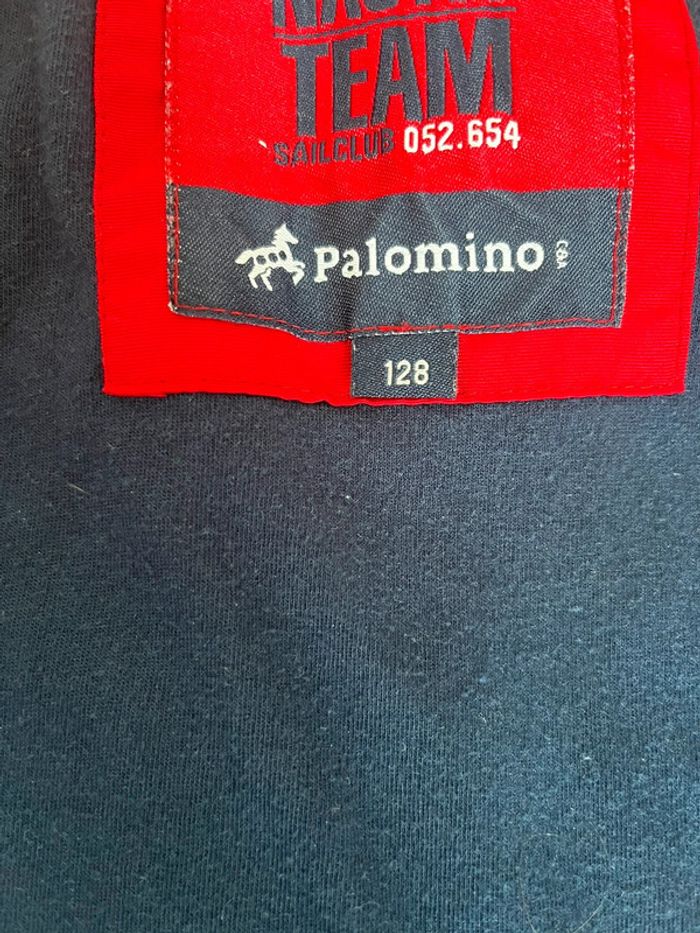 TEAM
SAILCLUB 052.654
Palomino C&A
128